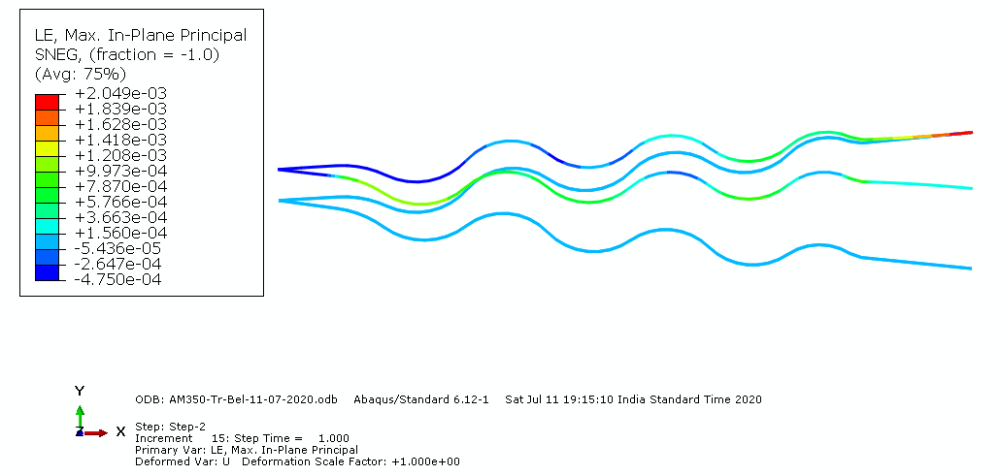 LE, Max. In-Plane Principal
SNEG, (fraction = -1.0)
(Avg: 75%)
+2.049e-03
+1.839e-03
+1.628e-03
+1.418e-03
+1.208e-03
+9.973e-04
+7.870e-04
+5.766e-04
+3.663e-04
+1.560e-04
-5.436e-05
-2.647e-04
-4.750e-04
Y
Z
X
ODB: AM350-Tr-Bel-11-07-2020.odb Abaqus/Standard 6.12-1 Sat Jul 11 19:15:10 India Standard Time 2020
Step: Step-2
Increment 15: Step Time = 1.000
Primary Var: LE, Max. In-Plane Principal
Deformed Var: U Deformation Scale Factor: +1.000e+00